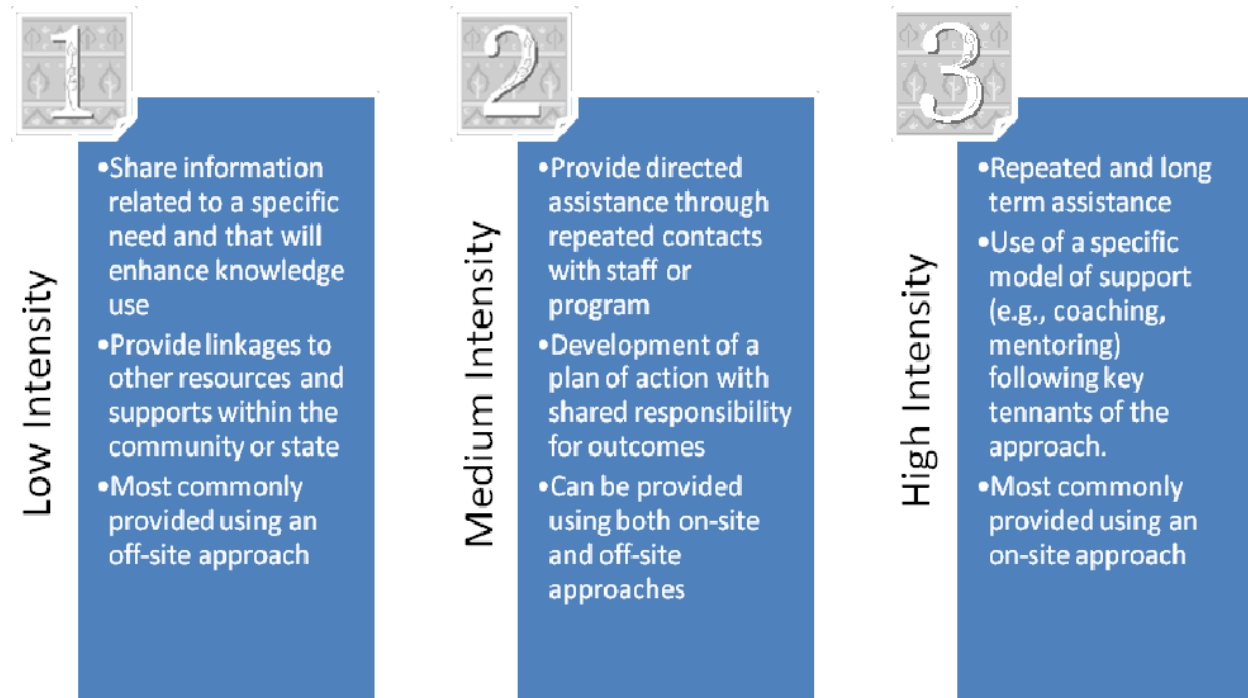 1
Low Intensity
•Share information
related to a specific
need and that will
enhance knowledge
use
•Provide linkages to
other resources and
supports within the
community or state
•Most commonly
provided using an
off-site approach
2
Medium Intensity
•Provide directed
assistance through
repeated contacts
with staff or
program
•Development of a
plan of action with
shared responsibility
for outcomes
•Can be provided
using both on-site
and off-site
approaches
3
High Intensity
•Repeated and long
term assistance
•Use of a specific
model of support
(e.g., coaching,
mentoring)
following key
tennants of the
approach.
•Most commonly
provided using an
on-site approach